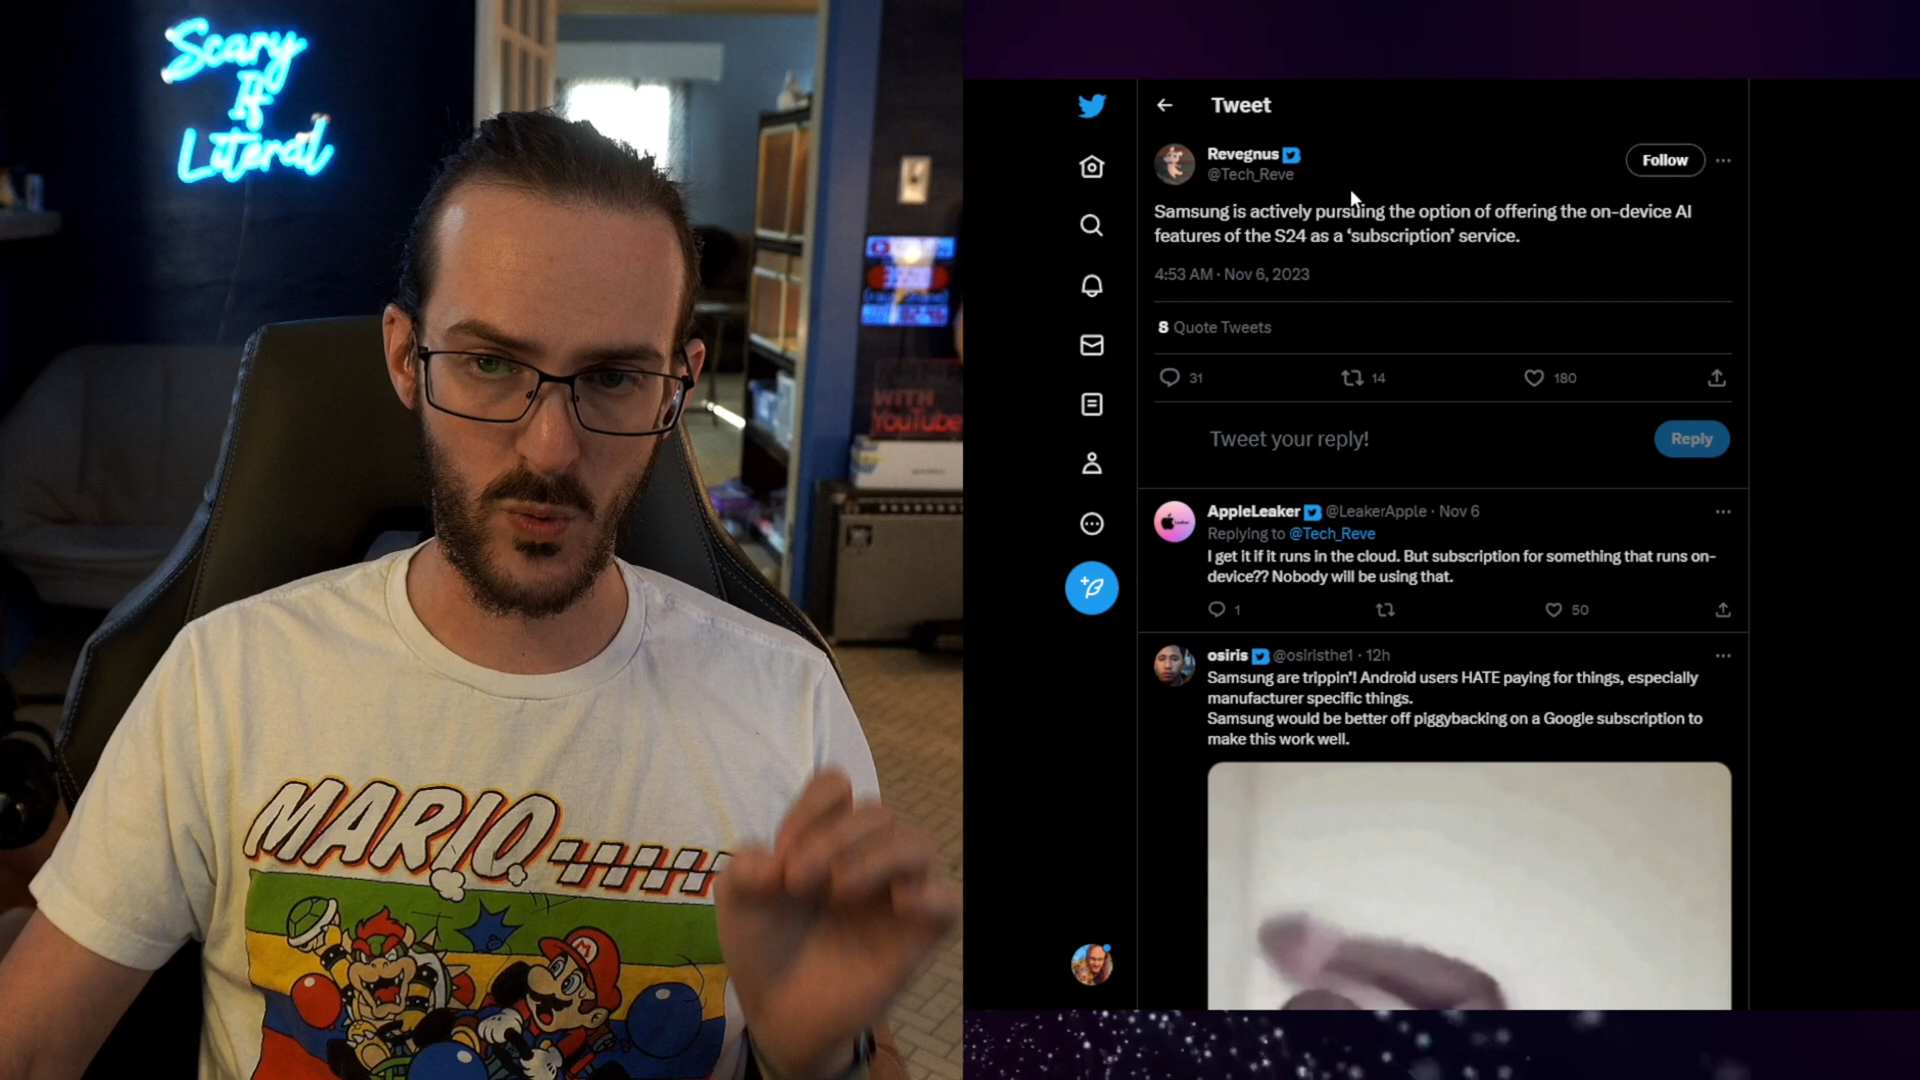 Scary
If
Literal
WITH
YouTube
MARIO
Tweet
Revegnus
@Tech_Reve
Follow
Samsung is actively pursuing the option of offering the on-device AI
features of the S24 as a ‘subscription’ service.
4:53 AM · Nov 6, 2023
8 Quote Tweets
31
14
180
Tweet your reply!
Reply
AppleLeaker @LeakerApple · Nov 6
Replying to @Tech_Reve
I get it if it runs in the cloud. But subscription for something that runs on-
device?? Nobody will be using that.
1
50
osiris @osiristhe1 · 12h
Samsung are trippin'! Android users HATE paying for things, especially
manufacturer specific things.
Samsung would be better off piggybacking on a Google subscription to
make this work well.